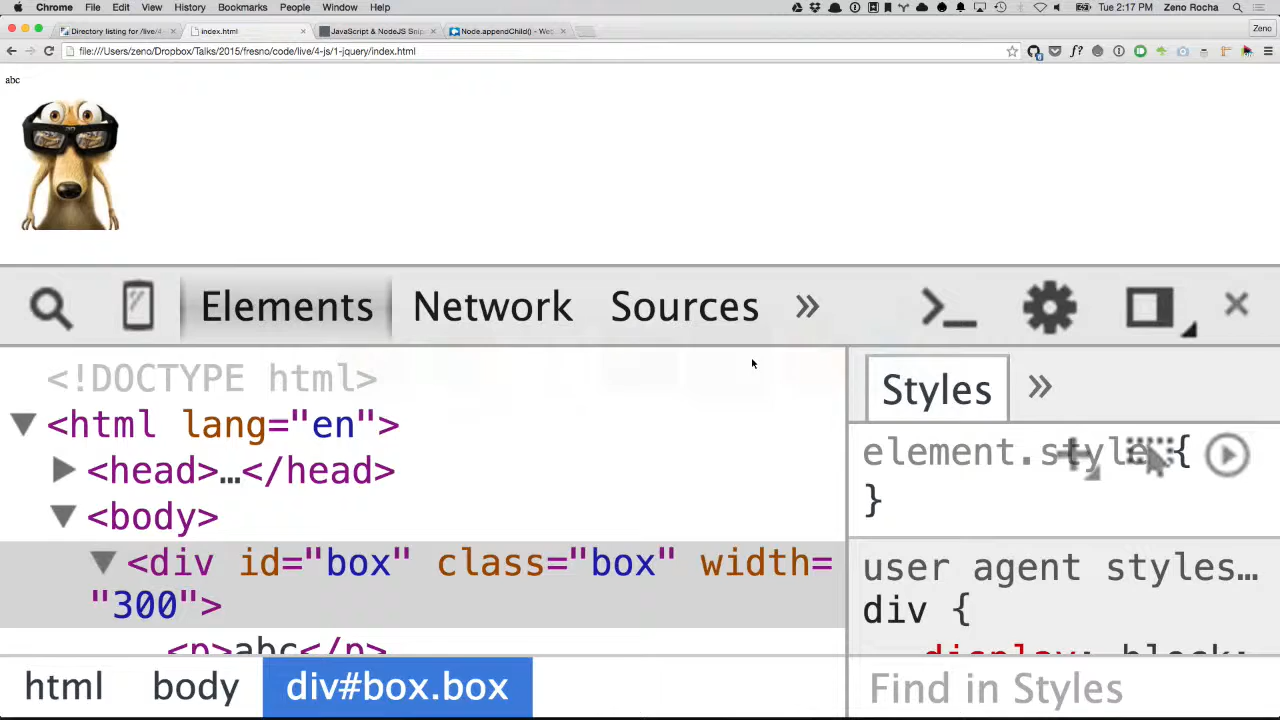 Chrome File Edit View History Bookmarks People Window Help Tue 2:17 PM Zeno Rocha
Directory listing for /live/4- index.html JavaScript & NodeJS Snip Node.appendChild() - Web Zeno
file:///Users/zeno/Dropbox/Talks/2015/fresno/code/live/4-js/1-jquery/index.html
abc
Elements Network Sources »
<!DOCTYPE html>
<html lang="en">
<head>…</head>
<body>
<div id="box" class="box" width=
"300">
<p>abc</p>
html body div#box.box
Styles »
element.style {
}
user agent styles…
div {
display: block;
Find in Styles